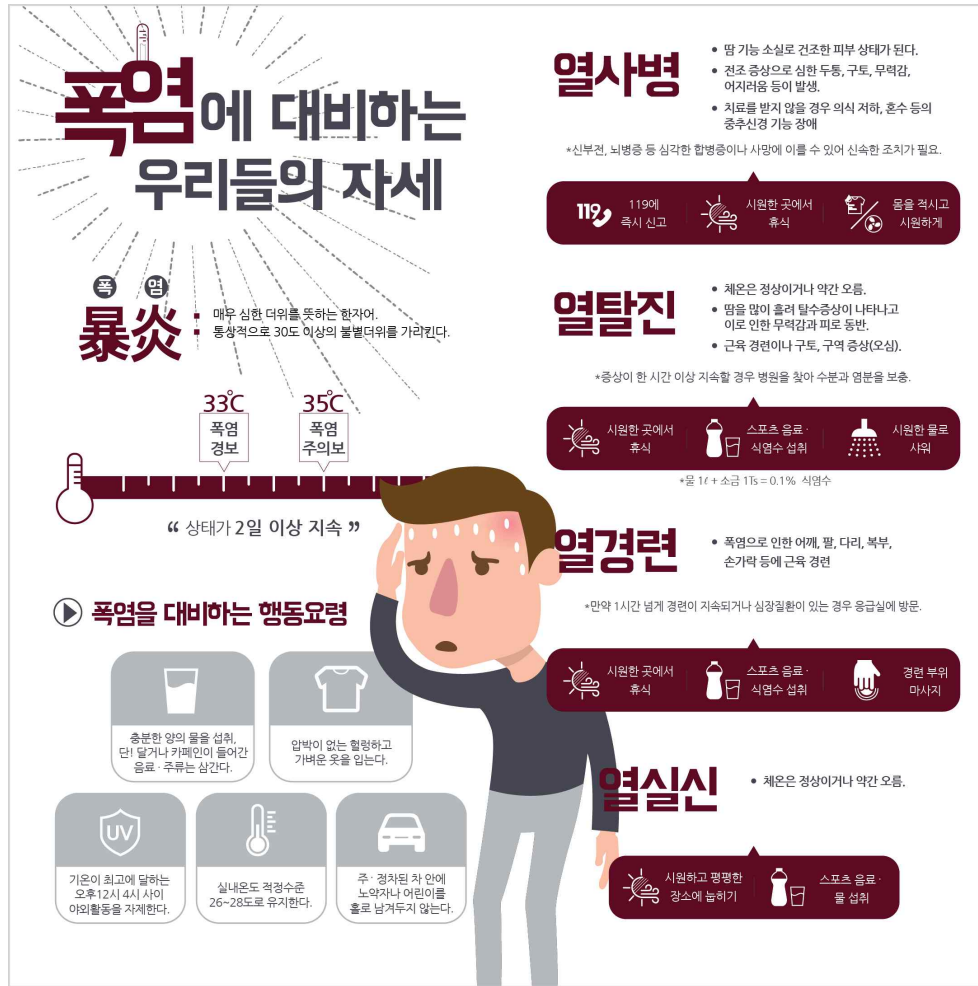 폭염에 대비하는
우리들의 자세
폭 염
暴炎 :
매우 심한 더위를 뜻하는 한자어.
통상적으로 30도 이상의 불볕더위를 가리킨다.
33℃
폭염
경보
35℃
폭염
주의보
“ 상태가 2일 이상 지속 ”
폭염을 대비하는 행동요령
충분한 양의 물을 섭취,
단! 달거나 카페인이 들어간
음료 · 주류는 삼간다.
압박이 없는 헐렁하고
가벼운 옷을 입는다.
UV
기온이 최고에 달하는
오후12시 4시 사이
야외활동을 자제한다.
실내온도 적정수준
26~28도로 유지한다.
주 · 정차된 차 안에
노약자나 어린이를
홀로 남겨두지 않는다.
열사병
• 땀 기능 소실로 건조한 피부 상태가 된다.
• 전조 증상으로 심한 두통, 구토, 무력감,
어지러움 등이 발생.
• 치료를 받지 않을 경우 의식 저하, 혼수 등의
중추신경 기능 장애
*신부전, 뇌병증 등 심각한 합병증이나 사망에 이를 수 있어 신속한 조치가 필요.
119
119에
즉시 신고
시원한 곳에서
휴식
몸을 적시고
시원하게
열탈진
• 체온은 정상이거나 약간 오름.
• 땀을 많이 흘려 탈수증상이 나타나고
이로 인한 무력감과 피로 동반.
• 근육 경련이나 구토, 구역 증상(오심).
*증상이 한 시간 이상 지속할 경우 병원을 찾아 수분과 염분을 보충.
시원한 곳에서
휴식
스포츠 음료 ·
식염수 섭취
시원한 물로
샤워
*물 1ℓ + 소금 1Ts = 0.1% 식염수
열경련
• 폭염으로 인한 어깨, 팔, 다리, 복부,
손가락 등에 근육 경련
*만약 1시간 넘게 경련이 지속되거나 심장질환이 있는 경우 응급실에 방문.
시원한 곳에서
휴식
스포츠 음료 ·
식염수 섭취
경련 부위
마사지
열실신
• 체온은 정상이거나 약간 오름.
시원하고 평평한
장소에 눕히기
스포츠 음료 ·
물 섭취